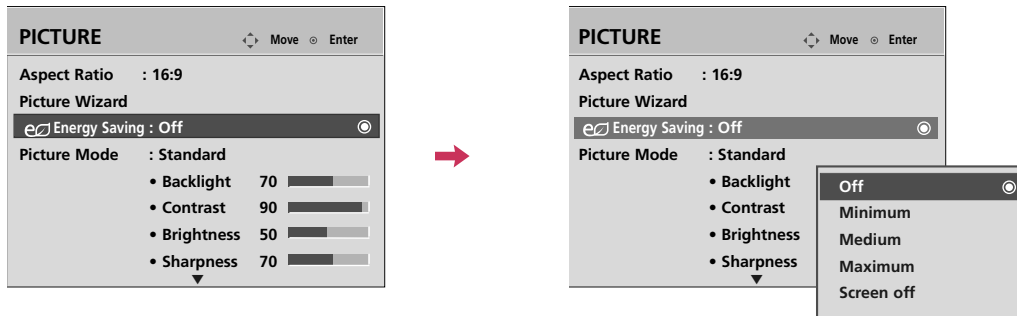 PICTURE Move Enter
Aspect Ratio : 16:9
Picture Wizard
Energy Saving : Off
Picture Mode : Standard
• Backlight 70
• Contrast 90
• Brightness 50
• Sharpness 70
PICTURE Move Enter
Aspect Ratio : 16:9
Picture Wizard
Energy Saving : Off
Picture Mode : Standard
• Backlight
• Contrast
• Brightness
• Sharpness
Off
Minimum
Medium
Maximum
Screen off